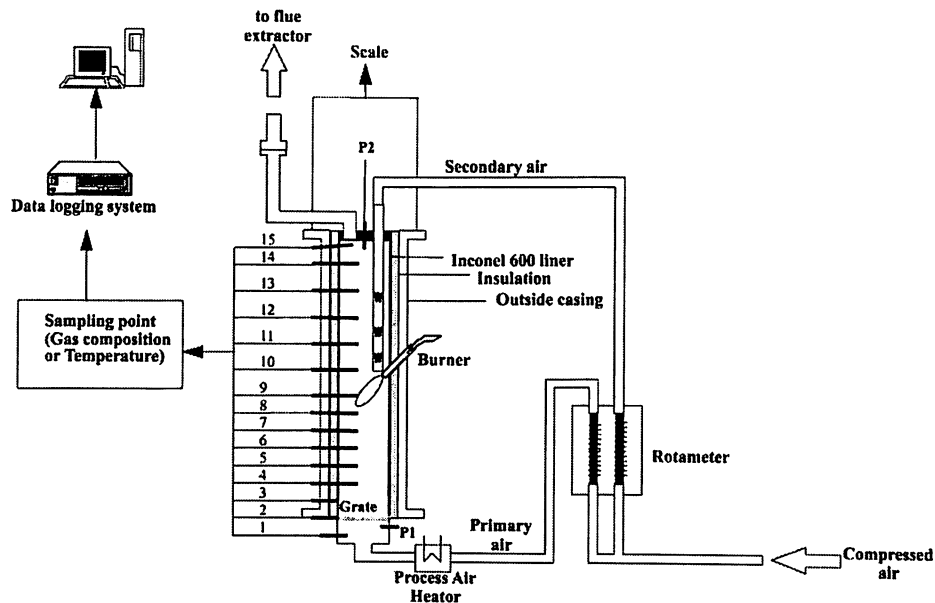 to flue
extractor
Scale
P2
Secondary air
Data logging system
15
14
13
12
11
10
9
8
7
6
5
4
3
2
1
Inconel 600 liner
Insulation
Outside casing
Sampling point
(Gas composition
or Temperature)
Burner
Rotameter
Grate
P1
Primary
air
Process Air
Heator
Compressed
air